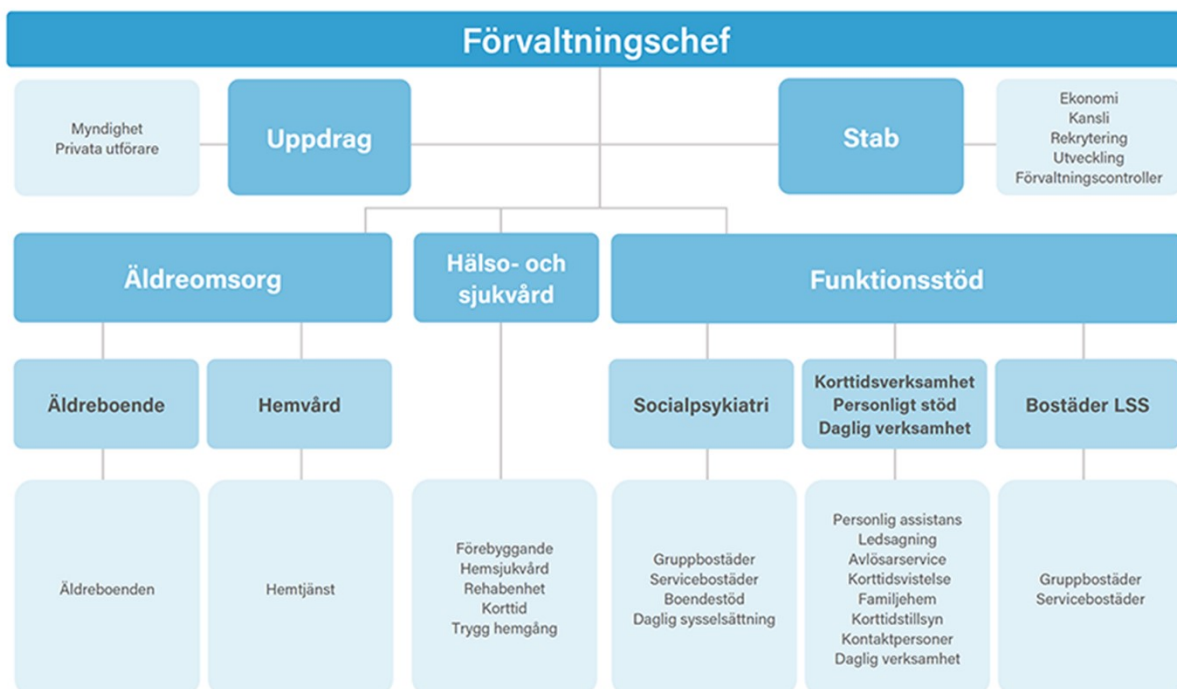 Förvaltningschef
Myndighet
Privata utförare
Uppdrag
Stab
Ekonomi
Kansli
Rekrytering
Utveckling
Förvaltningscontroller
Äldreomsorg
Hälso- och
sjukvård
Funktionsstöd
Äldreboende
Hemvård
Socialpsykiatri
Korttidsverksamhet
Personligt stöd
Daglig verksamhet
Bostäder LSS
Äldreboenden
Hemtjänst
Förebyggande
Hemsjukvård
Rehabenhet
Korttid
Trygg hemgång
Gruppbostäder
Servicebostäder
Boendestöd
Daglig sysselsättning
Personlig assistans
Ledsagning
Avlösarservice
Korttidsvistelse
Familjehem
Korttidstillsyn
Kontaktpersoner
Daglig verksamhet
Gruppbostäder
Servicebostäder